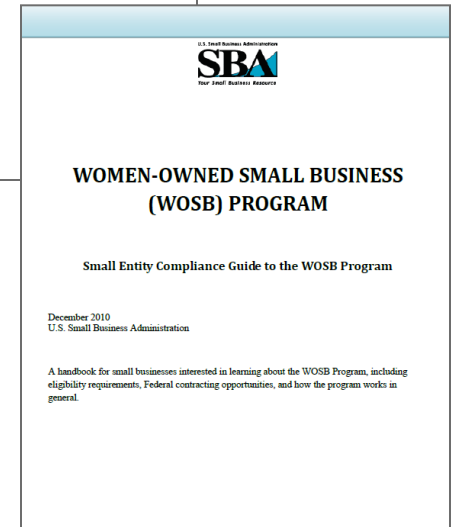 U.S. Small Business Administration
SBA
Your Small Business Resource
WOMEN-OWNED SMALL BUSINESS
(WOSB) PROGRAM
Small Entity Compliance Guide to the WOSB Program
December 2010
U.S. Small Business Administration
A handbook for small businesses interested in learning about the WOSB Program, including
eligibility requirements, Federal contracting opportunities, and how the program works in
general.